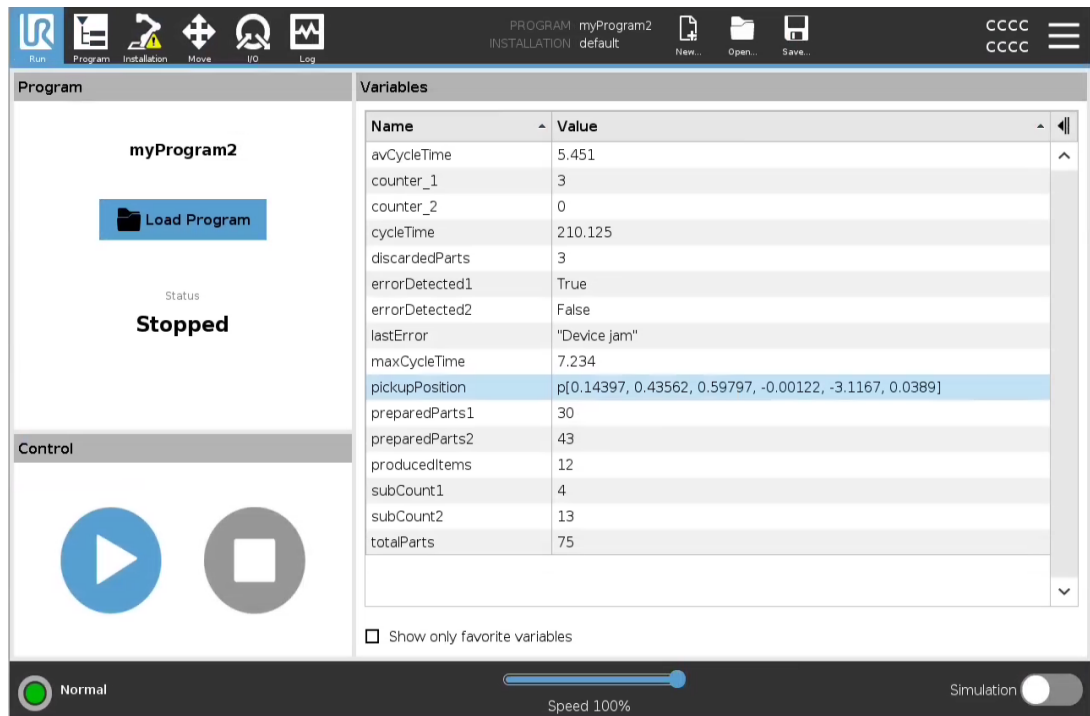 UR
Run
Program
Installation
Move
I/O
Log
PROGRAM myProgram2
INSTALLATION default
New...
Open...
Save...
CCCC
CCCC
Program
myProgram2
Load Program
Status
Stopped
Control
Variables
Name Value
avCycleTime 5.451
counter_1 3
counter_2 0
cycleTime 210.125
discardedParts 3
errorDetected1 True
errorDetected2 False
lastError "Device jam"
maxCycleTime 7.234
pickupPosition p[0.14397, 0.43562, 0.59797, -0.00122, -3.1167, 0.0389]
preparedParts1 30
preparedParts2 43
producedItems 12
subCount1 4
subCount2 13
totalParts 75
Show only favorite variables
Normal
Speed 100%
Simulation